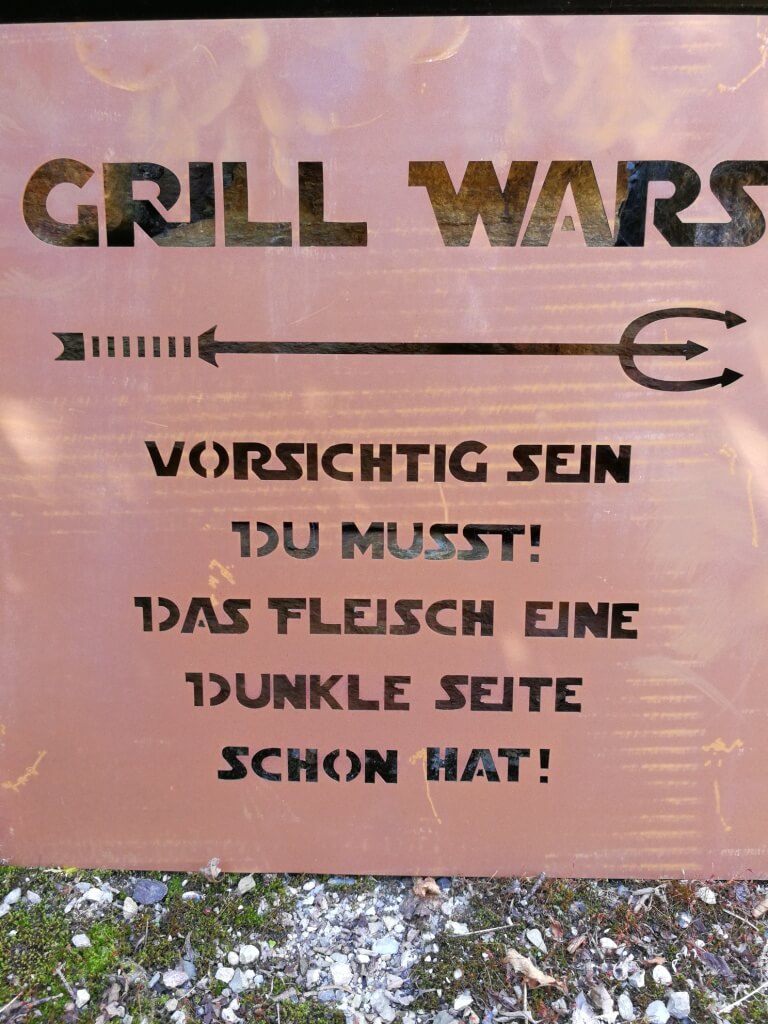 GRILL WARS
VORSICHTIG SEIN
DU MUSST!
DAS FLEISCH EINE
DUNKLE SEITE
SCHON HAT!